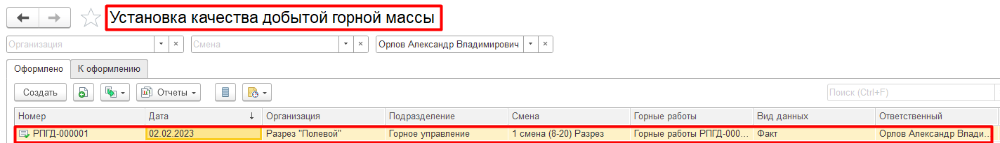 Установка качества добытой горной массы
Организация Смена Орлов Александр Владимирович
Оформлено К оформлению
Создать Отчеты Поиск (Ctrl+F)
Номер Дата Организация Подразделение Смена Горные работы Вид данных Ответственный
РПГД-000001 02.02.2023 Разрез "Полевой" Горное управление 1 смена (8-20) Разрез Горные работы РПГД-000... Факт Орлов Александр Влади...